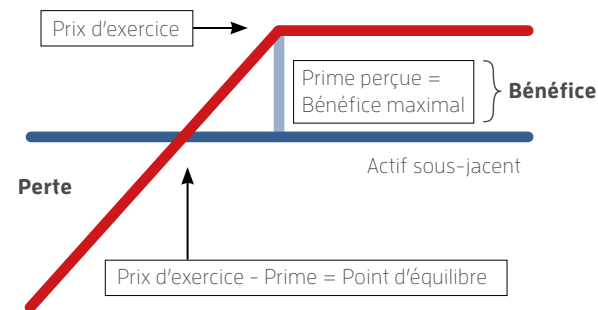 Prix d'exercice
Prime perçue =
Bénéfice maximal
Bénéfice
Actif sous-jacent
Perte
Prix d'exercice - Prime = Point d'équilibre